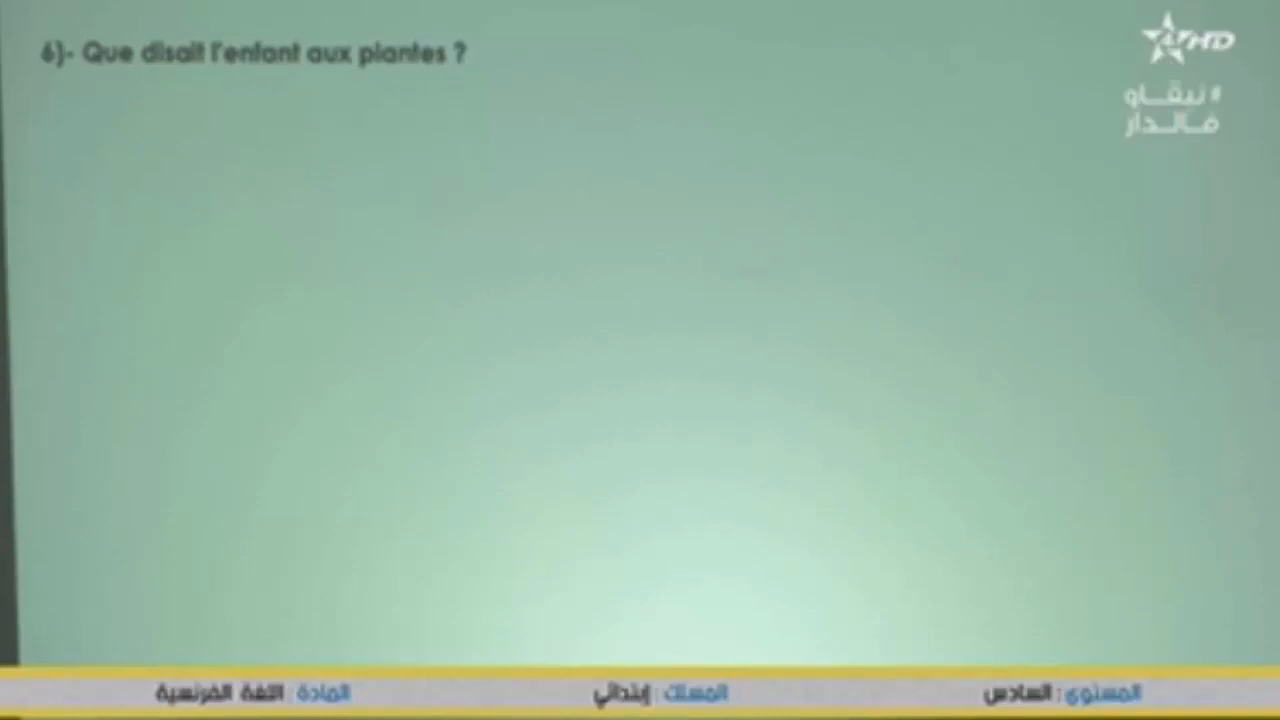 6)- Que disait l'enfant aux plantes ?
HD
#نبقاو
فالدار
المستوى : السادس
المسلك : إبتدائي
المادة : اللغة الفرنسية